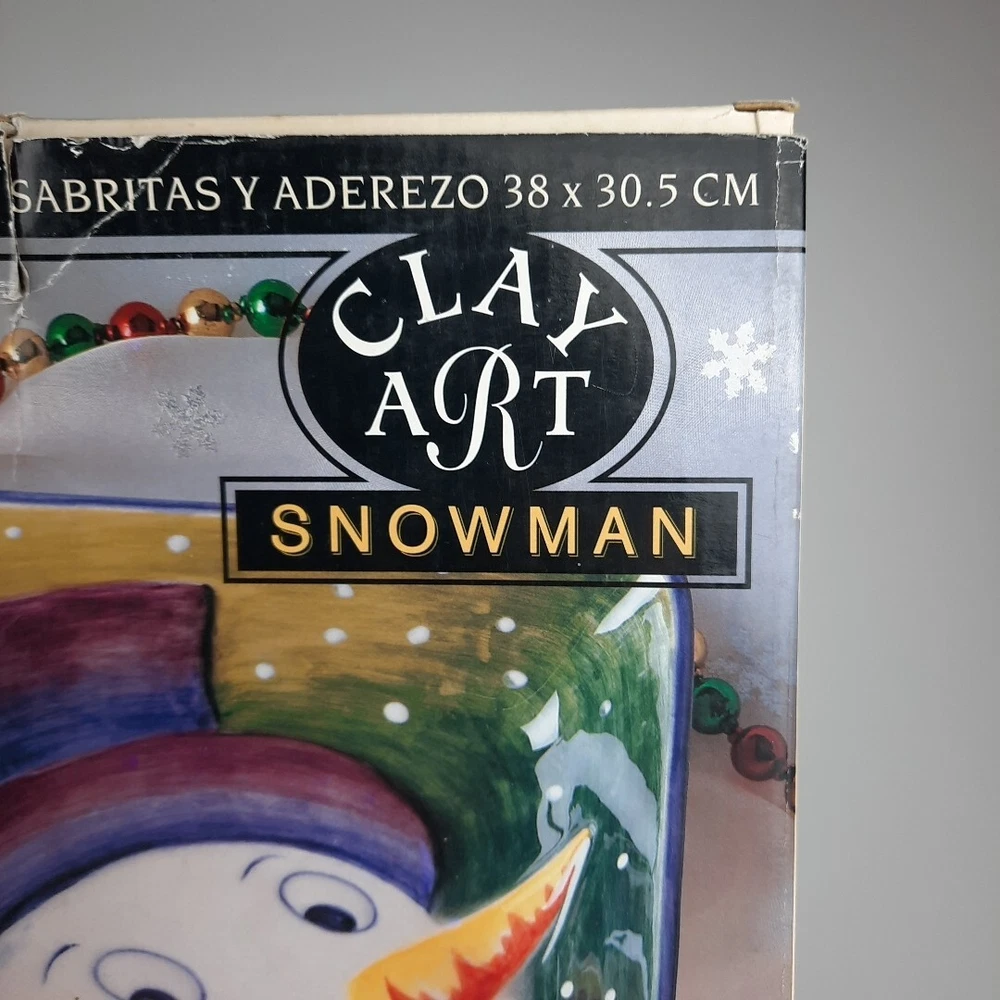 SABRITAS Y ADEREZO 38 x 30.5 CM
CLAY
ART
SNOWMAN